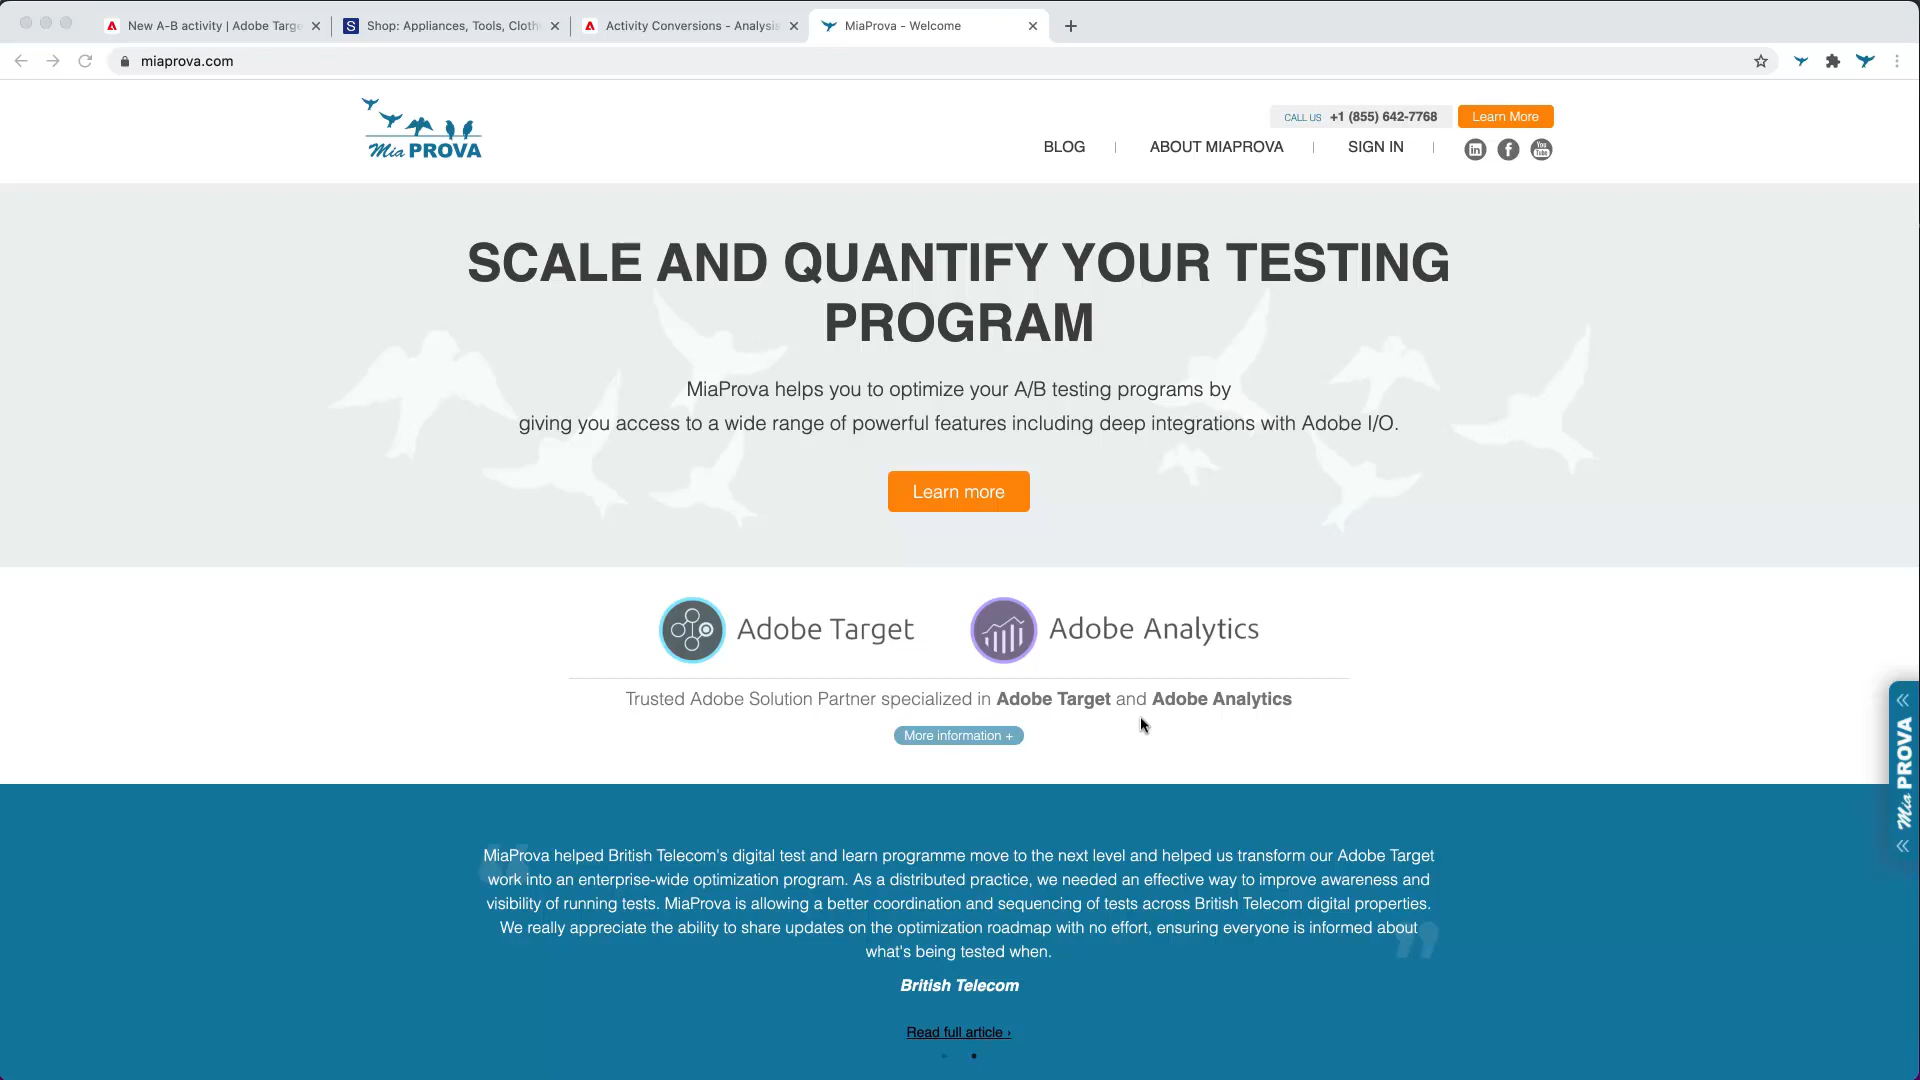 New A-B activity | Adobe Targe
Shop: Appliances, Tools, Cloth
Activity Conversions - Analysis
MiaProva - Welcome
miaprova.com
Mia PROVA
CALL US +1 (855) 642-7768
Learn More
BLOG | ABOUT MIAPROVA | SIGN IN |
in
f
You Tube
SCALE AND QUANTIFY YOUR TESTING
PROGRAM
MiaProva helps you to optimize your A/B testing programs by
giving you access to a wide range of powerful features including deep integrations with Adobe I/O.
Learn more
Adobe Target
Adobe Analytics
Trusted Adobe Solution Partner specialized in Adobe Target and Adobe Analytics
More information +
Mia PROVA
MiaProva helped British Telecom's digital test and learn programme move to the next level and helped us transform our Adobe Target
work into an enterprise-wide optimization program. As a distributed practice, we needed an effective way to improve awareness and
visibility of running tests. MiaProva is allowing a better coordination and sequencing of tests across British Telecom digital properties.
We really appreciate the ability to share updates on the optimization roadmap with no effort, ensuring everyone is informed about
what's being tested when.
British Telecom
Read full article ›